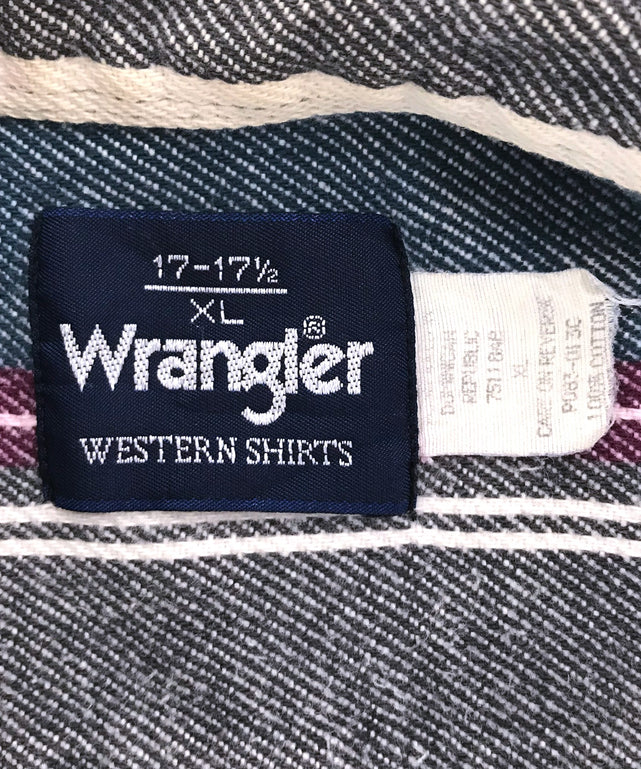 17-17½
XL
Wrangler®
WESTERN SHIRTS
DOMINICAN
REPUBLIC
XL
CARE ON REVERSE
100% COTTON